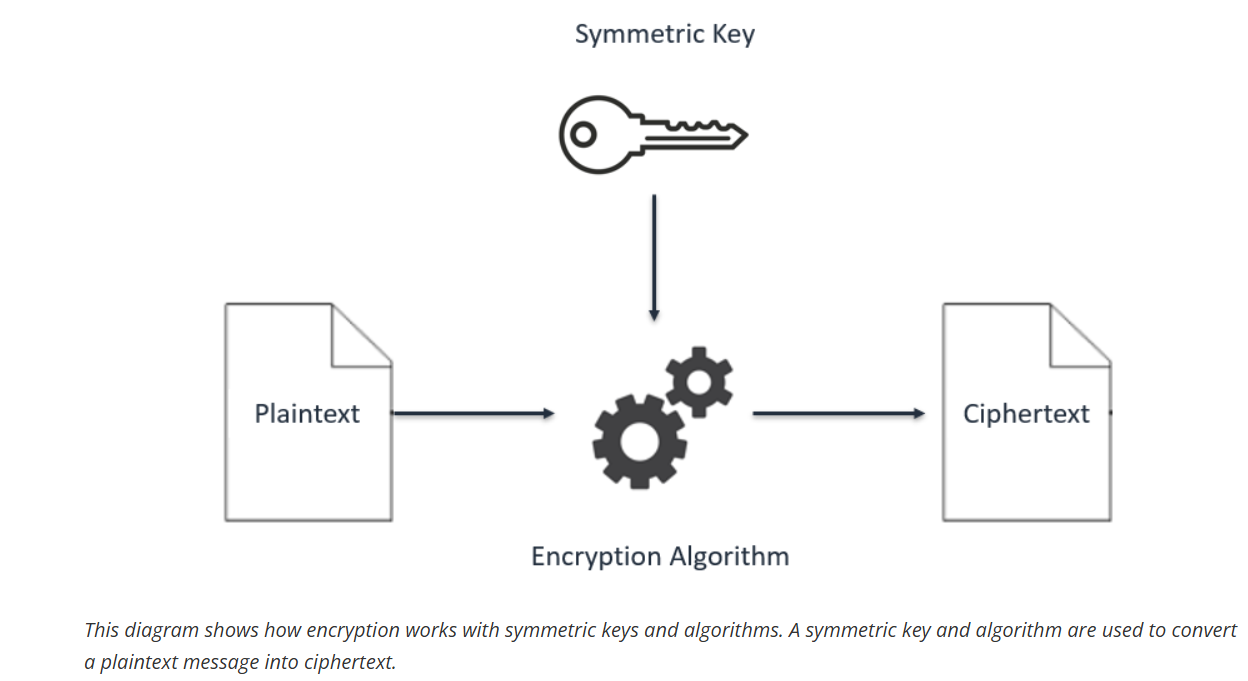 Symmetric Key
Plaintext
Ciphertext
Encryption Algorithm
This diagram shows how encryption works with symmetric keys and algorithms. A symmetric key and algorithm are used to convert
a plaintext message into ciphertext.